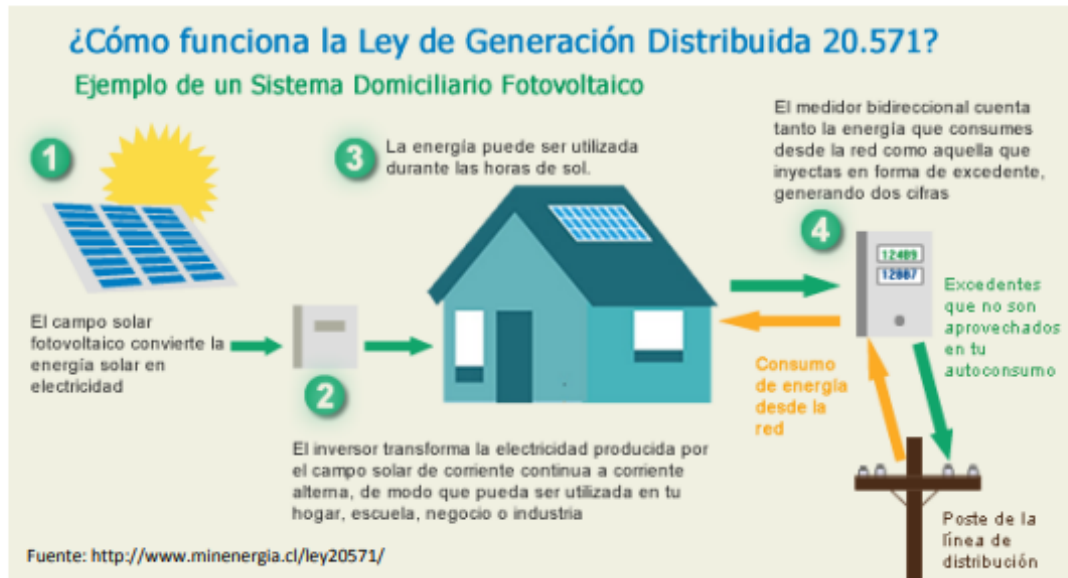 ¿Cómo funciona la Ley de Generación Distribuida 20.571?
Ejemplo de un Sistema Domiciliario Fotovoltaico
1
El campo solar
fotovoltaico convierte la
energía solar en
electricidad
2
El inversor transforma la electricidad producida por
el campo solar de corriente continua a corriente
alterna, de modo que pueda ser utilizada en tu
hogar, escuela, negocio o industria
3
La energía puede ser utilizada
durante las horas de sol.
El medidor bidireccional cuenta
tanto la energía que consumes
desde la red como aquella que
inyectas en forma de excedente,
generando dos cifras
4
12489
12887
Excedentes
que no son
aprovechados
en tu
autoconsumo
Consumo
de energía
desde la
red
Poste de la
línea de
distribución
Fuente: http://www.minenergia.cl/ley20571/